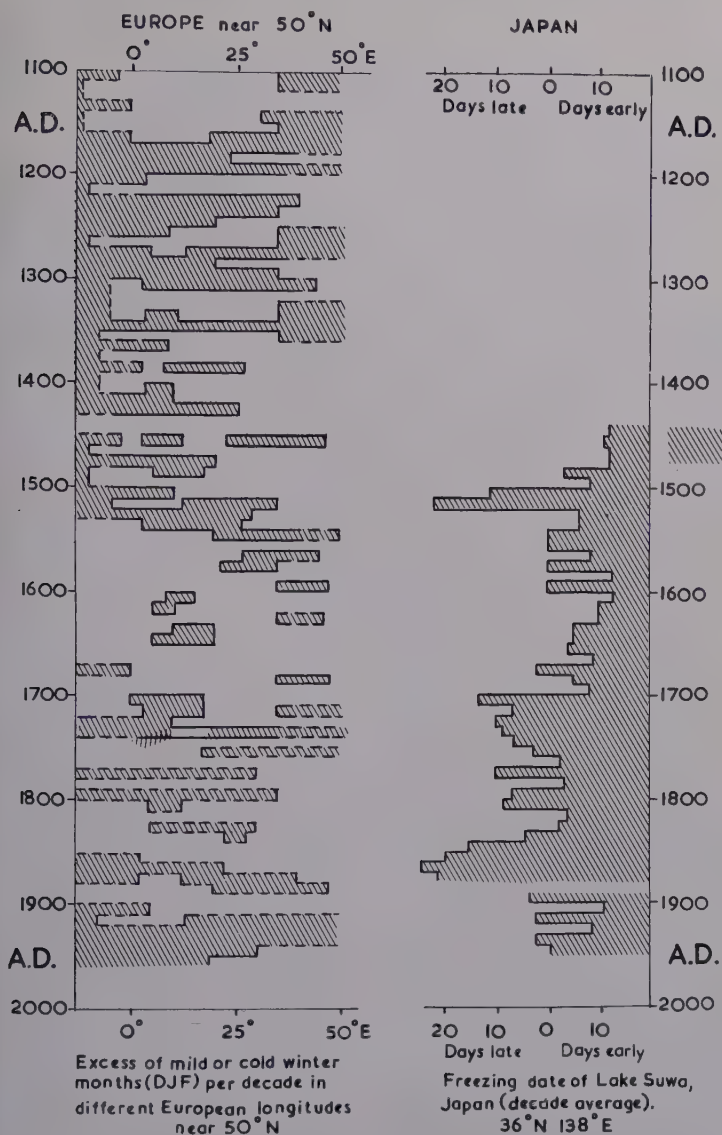 EUROPE near 50°N
0° 25° 50°E
1100
A.D.
1200
1300
1400
1500
1600
1700
1800
1900
A.D.
2000
0° 25° 50°E
Excess of mild or cold winter
months (DJF) per decade in
different European longitudes
near 50°N
JAPAN
20 10 0 10
Days late Days early
1100
A.D.
1200
1300
1400
1500
1600
1700
1800
1900
A.D.
2000
20 10 0 10
Days late Days early
Freezing date of Lake Suwa,
Japan (decade average).
36°N 138°E